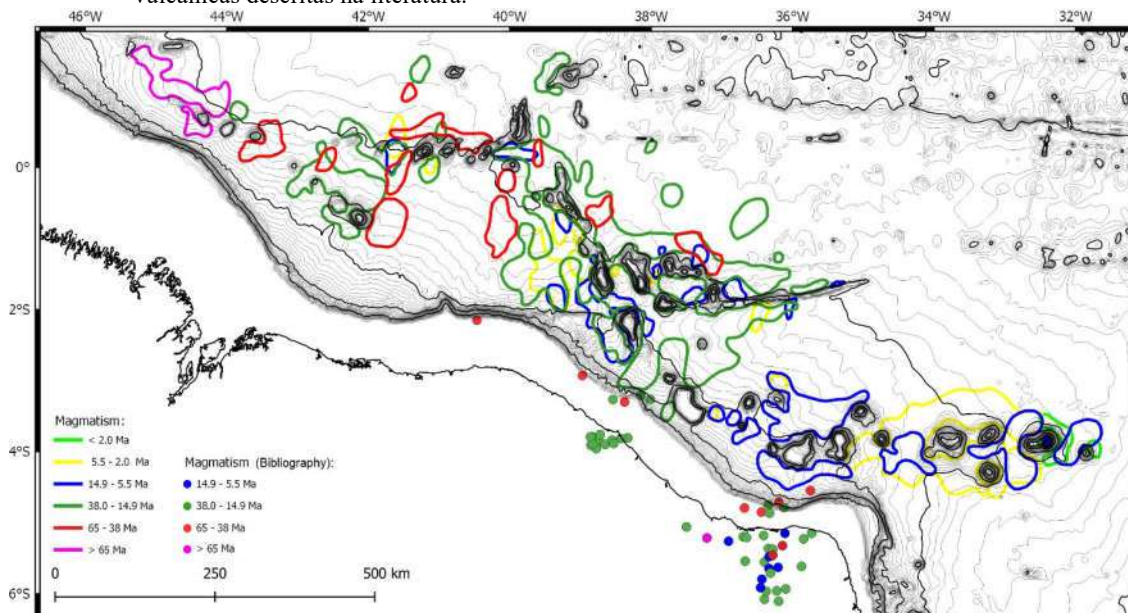 vulcânicas descritas na literatura.
46°W 44°W 42°W 40°W 38°W 36°W 34°W 32°W
0°
2°S
4°S
6°S
Magmatism:
< 2.0 Ma
5.5 - 2.0 Ma
14.9 - 5.5 Ma
38.0 - 14.9 Ma
65 - 38 Ma
> 65 Ma
Magmatism (Bibliography):
14.9 - 5.5 Ma
38.0 - 14.9 Ma
65 - 38 Ma
> 65 Ma
0 250 500 km